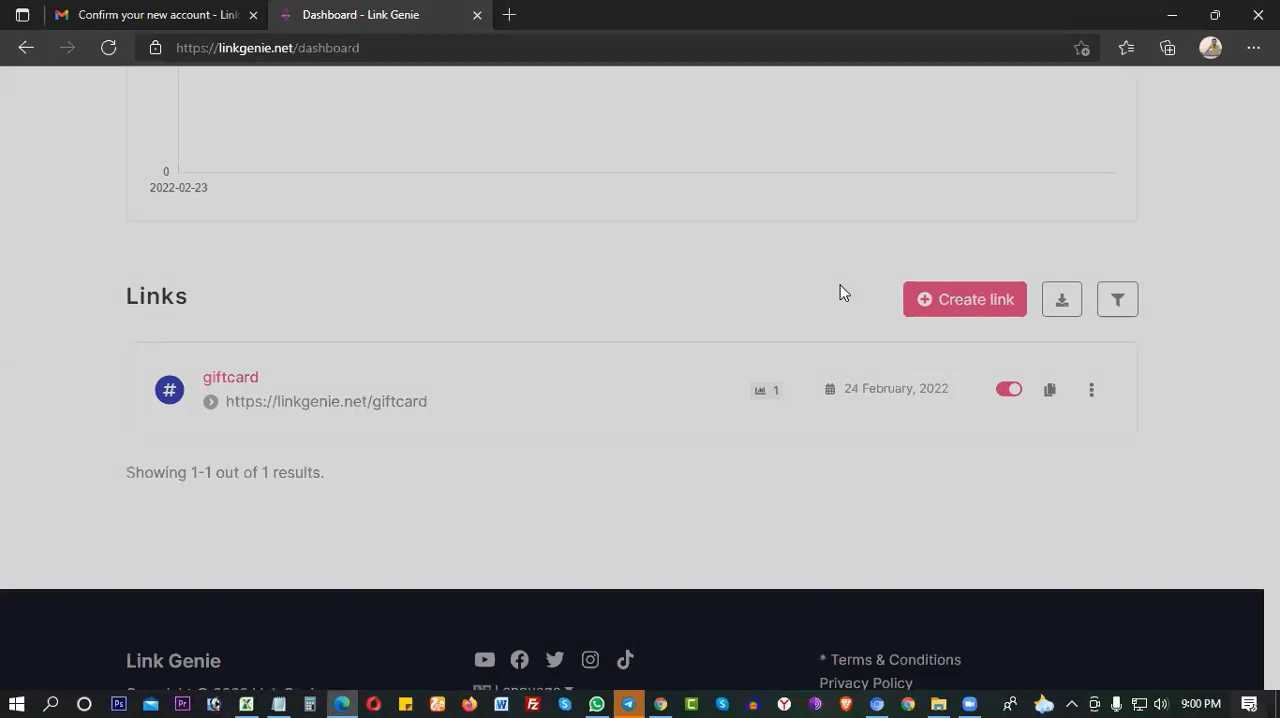 Confirm your new account - Link
Dashboard - Link Genie
https://linkgenie.net/dashboard
0
2022-02-23
Links
Create link
#
giftcard
https://linkgenie.net/giftcard
1
24 February, 2022
Showing 1-1 out of 1 results.
Link Genie
* Terms & Conditions
Language
Privacy Policy
9:00 PM